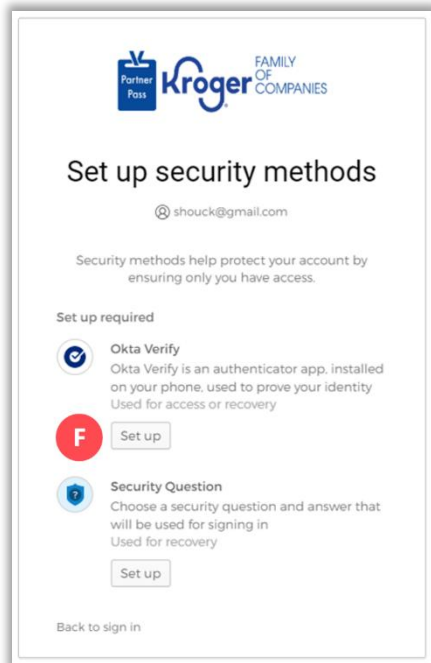 Partner
Pass
Kroger
FAMILY
OF
COMPANIES
Set up security methods
shouck@gmail.com
Security methods help protect your account by
ensuring only you have access.
Set up required
Okta Verify
Okta Verify is an authenticator app, installed
on your phone, used to prove your identity
Used for access or recovery
F
Set up
Security Question
Choose a security question and answer that
will be used for signing in
Used for recovery
Set up
Back to sign in